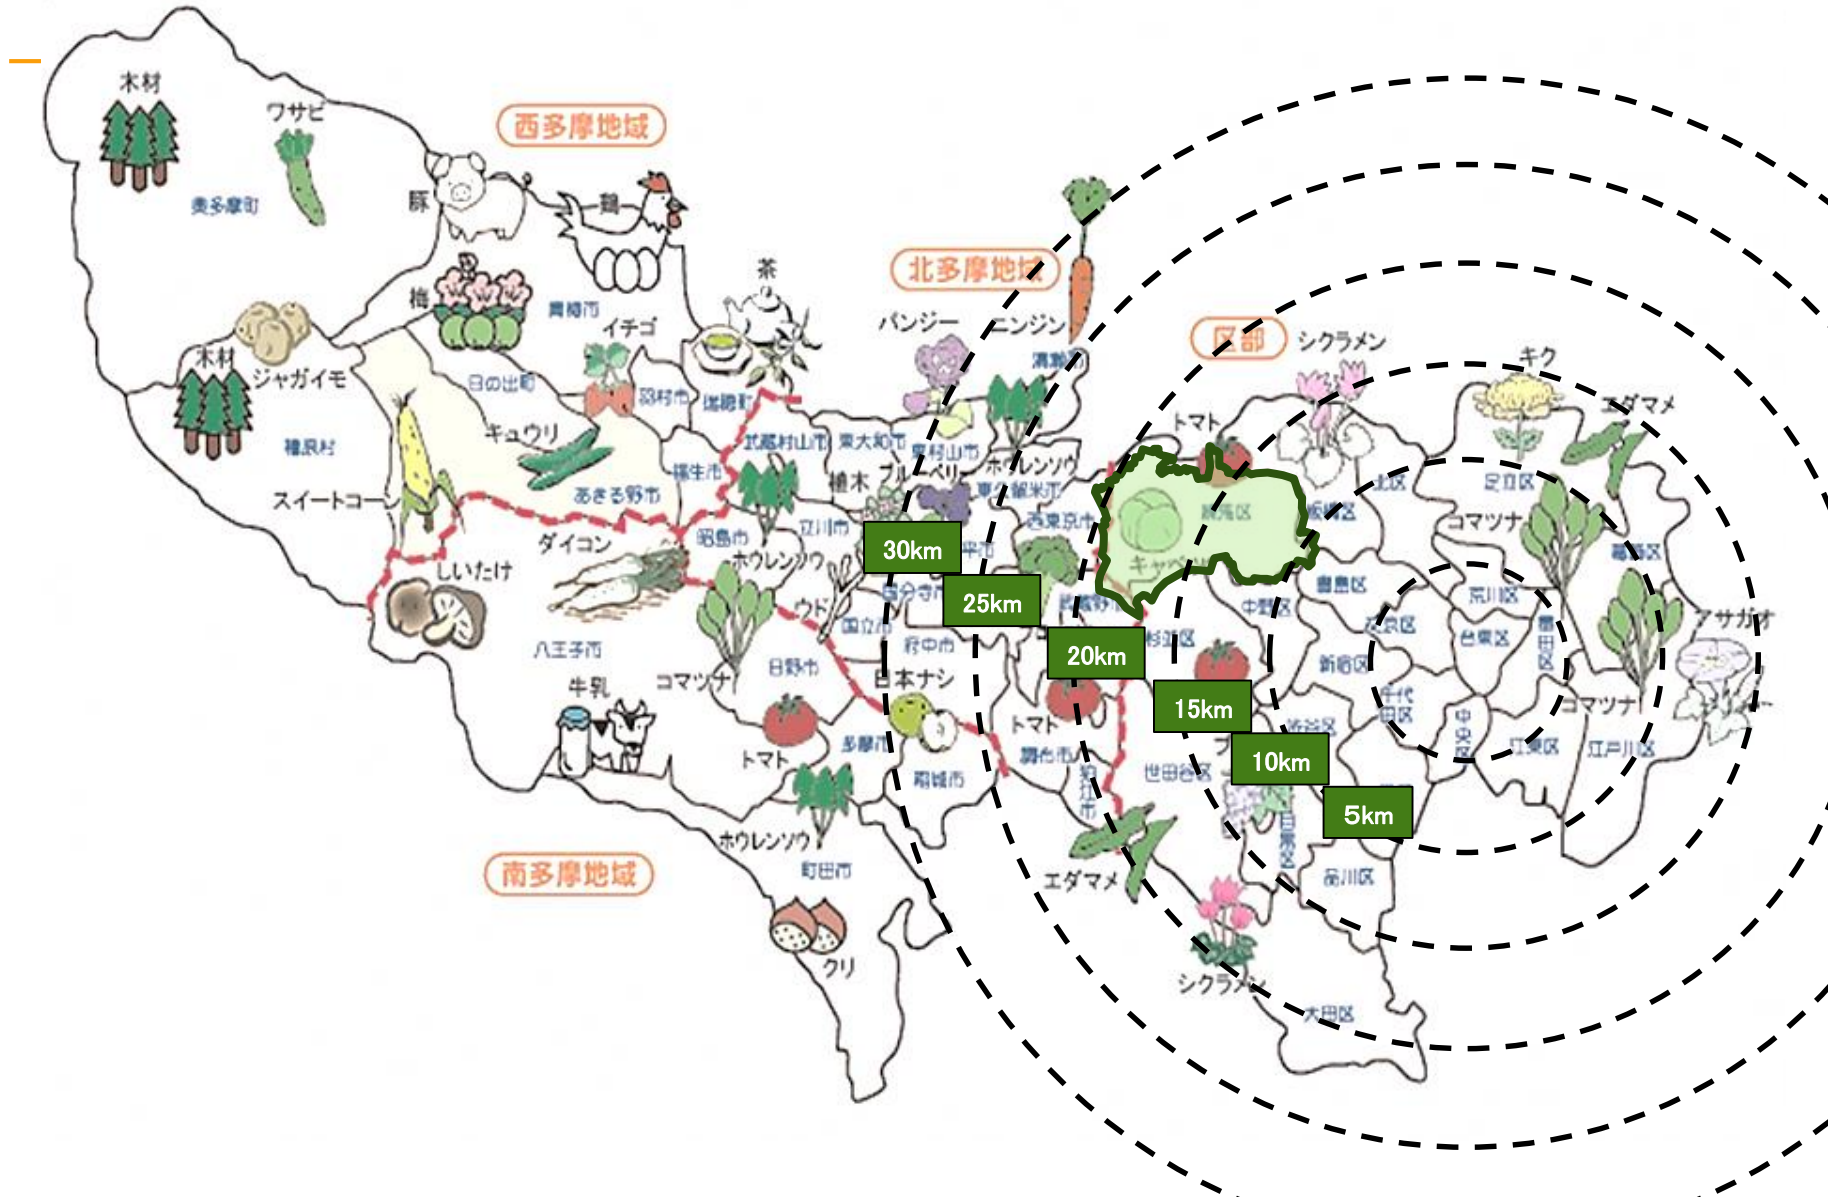 木材
ワサビ
奥多摩町
西多摩地域
豚
鶏
梅
青梅市
茶
イチゴ
木材
ジャガイモ
日の出町
羽村市
瑞穂町
檜原村
キュウリ
スイートコーン
あきる野市
福生市
ダイコン
しいたけ
昭島市
八王子市
牛乳
コマツナ
日野市
トマト
多摩市
ホウレンソウ
町田市
クリ
南多摩地域
北多摩地域
パンジー
ニンジン
清瀬市
武蔵村山市
東大和市
東村山市
植木
ブルーベリー
ホウレンソウ
東久留米市
西東京市
立川市
ホウレンソウ
ウド
国分寺市
国立市
府中市
武蔵野市
日本ナシ
稲城市
トマト
調布市
狛江市
エダマメ
区部
シクラメン
キク
エダマメ
トマト
練馬区
キャベツ
板橋区
北区
足立区
コマツナ
葛飾区
豊島区
中野区
荒川区
文京区
台東区
墨田区
アサガオ
杉並区
新宿区
千代田区
中央区
江東区
コマツナ
江戸川区
渋谷区
世田谷区
目黒区
品川区
シクラメン
大田区
30km
25km
20km
15km
10km
5km